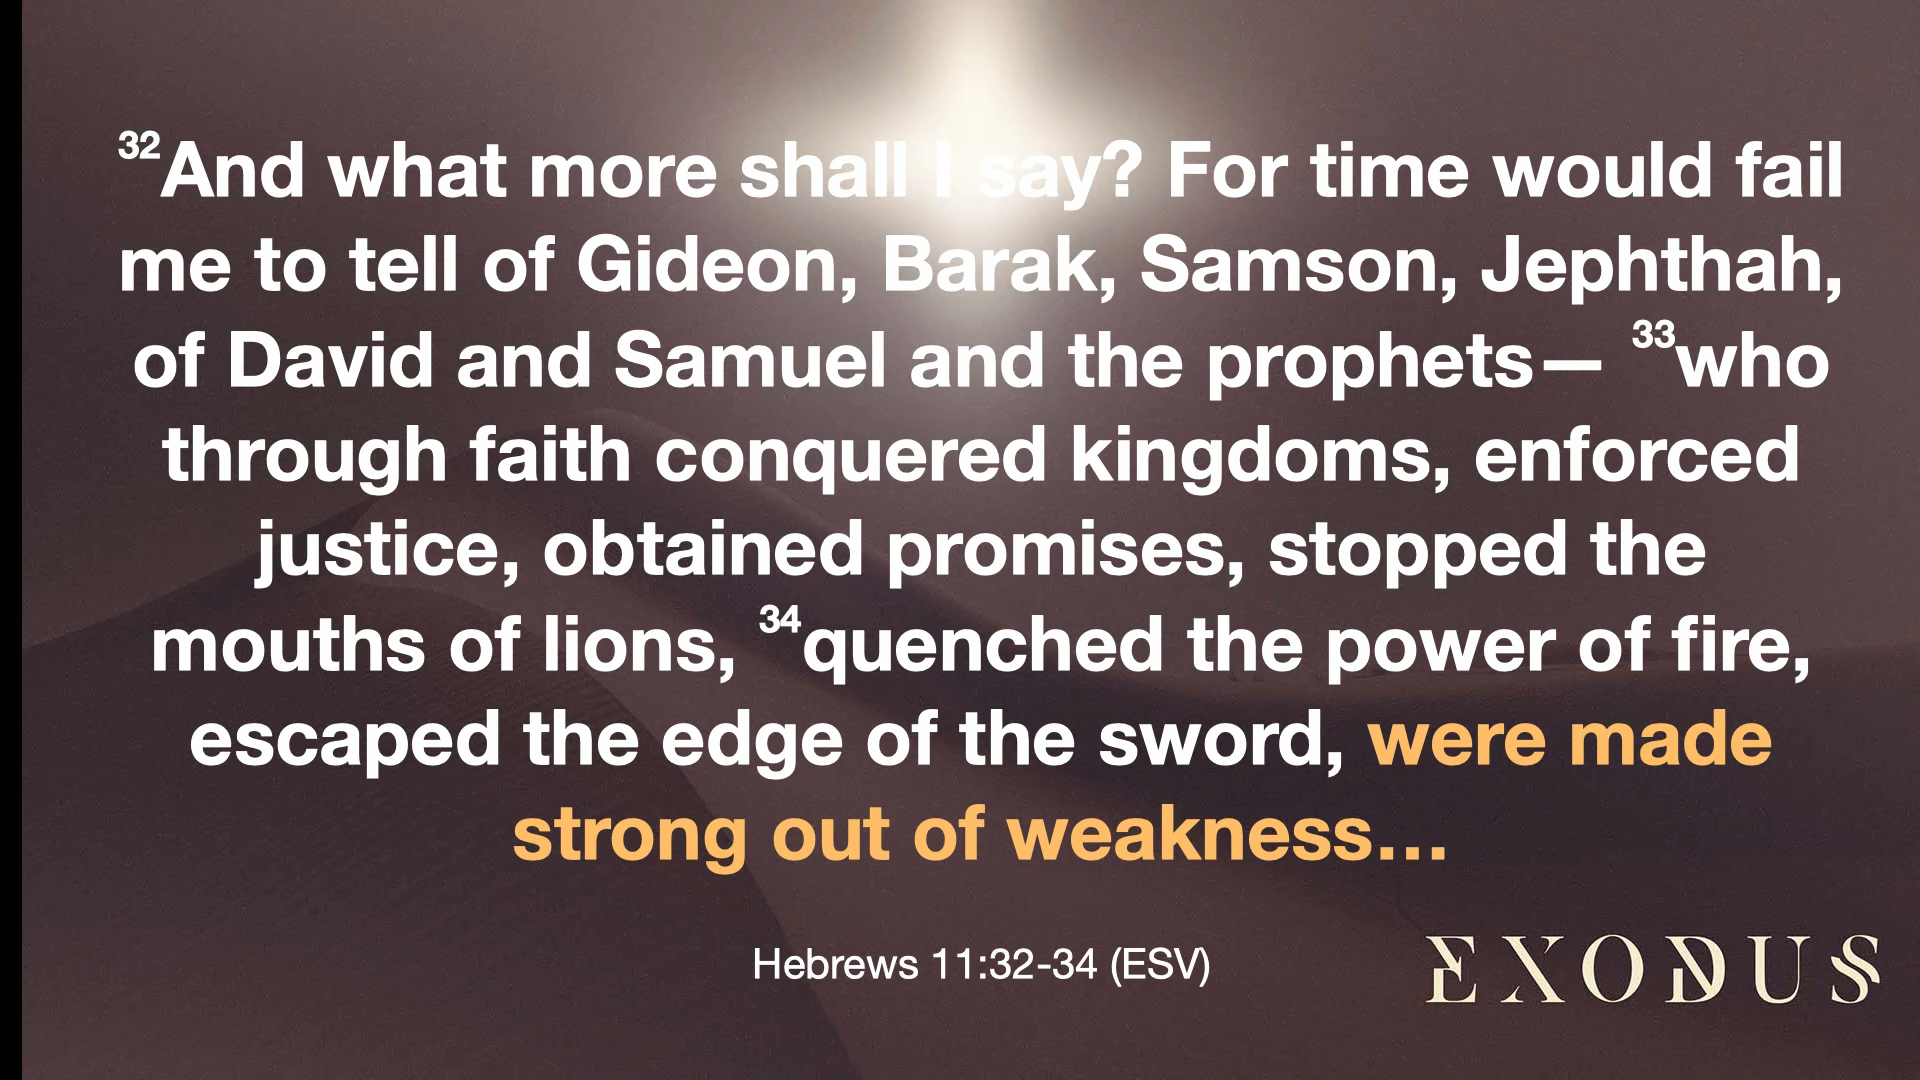 32And what more shall I say? For time would fail
me to tell of Gideon, Barak, Samson, Jephthah,
of David and Samuel and the prophets— 33who
through faith conquered kingdoms, enforced
justice, obtained promises, stopped the
mouths of lions, 34quenched the power of fire,
escaped the edge of the sword, were made
strong out of weakness…
Hebrews 11:32-34 (ESV)
EXODUS